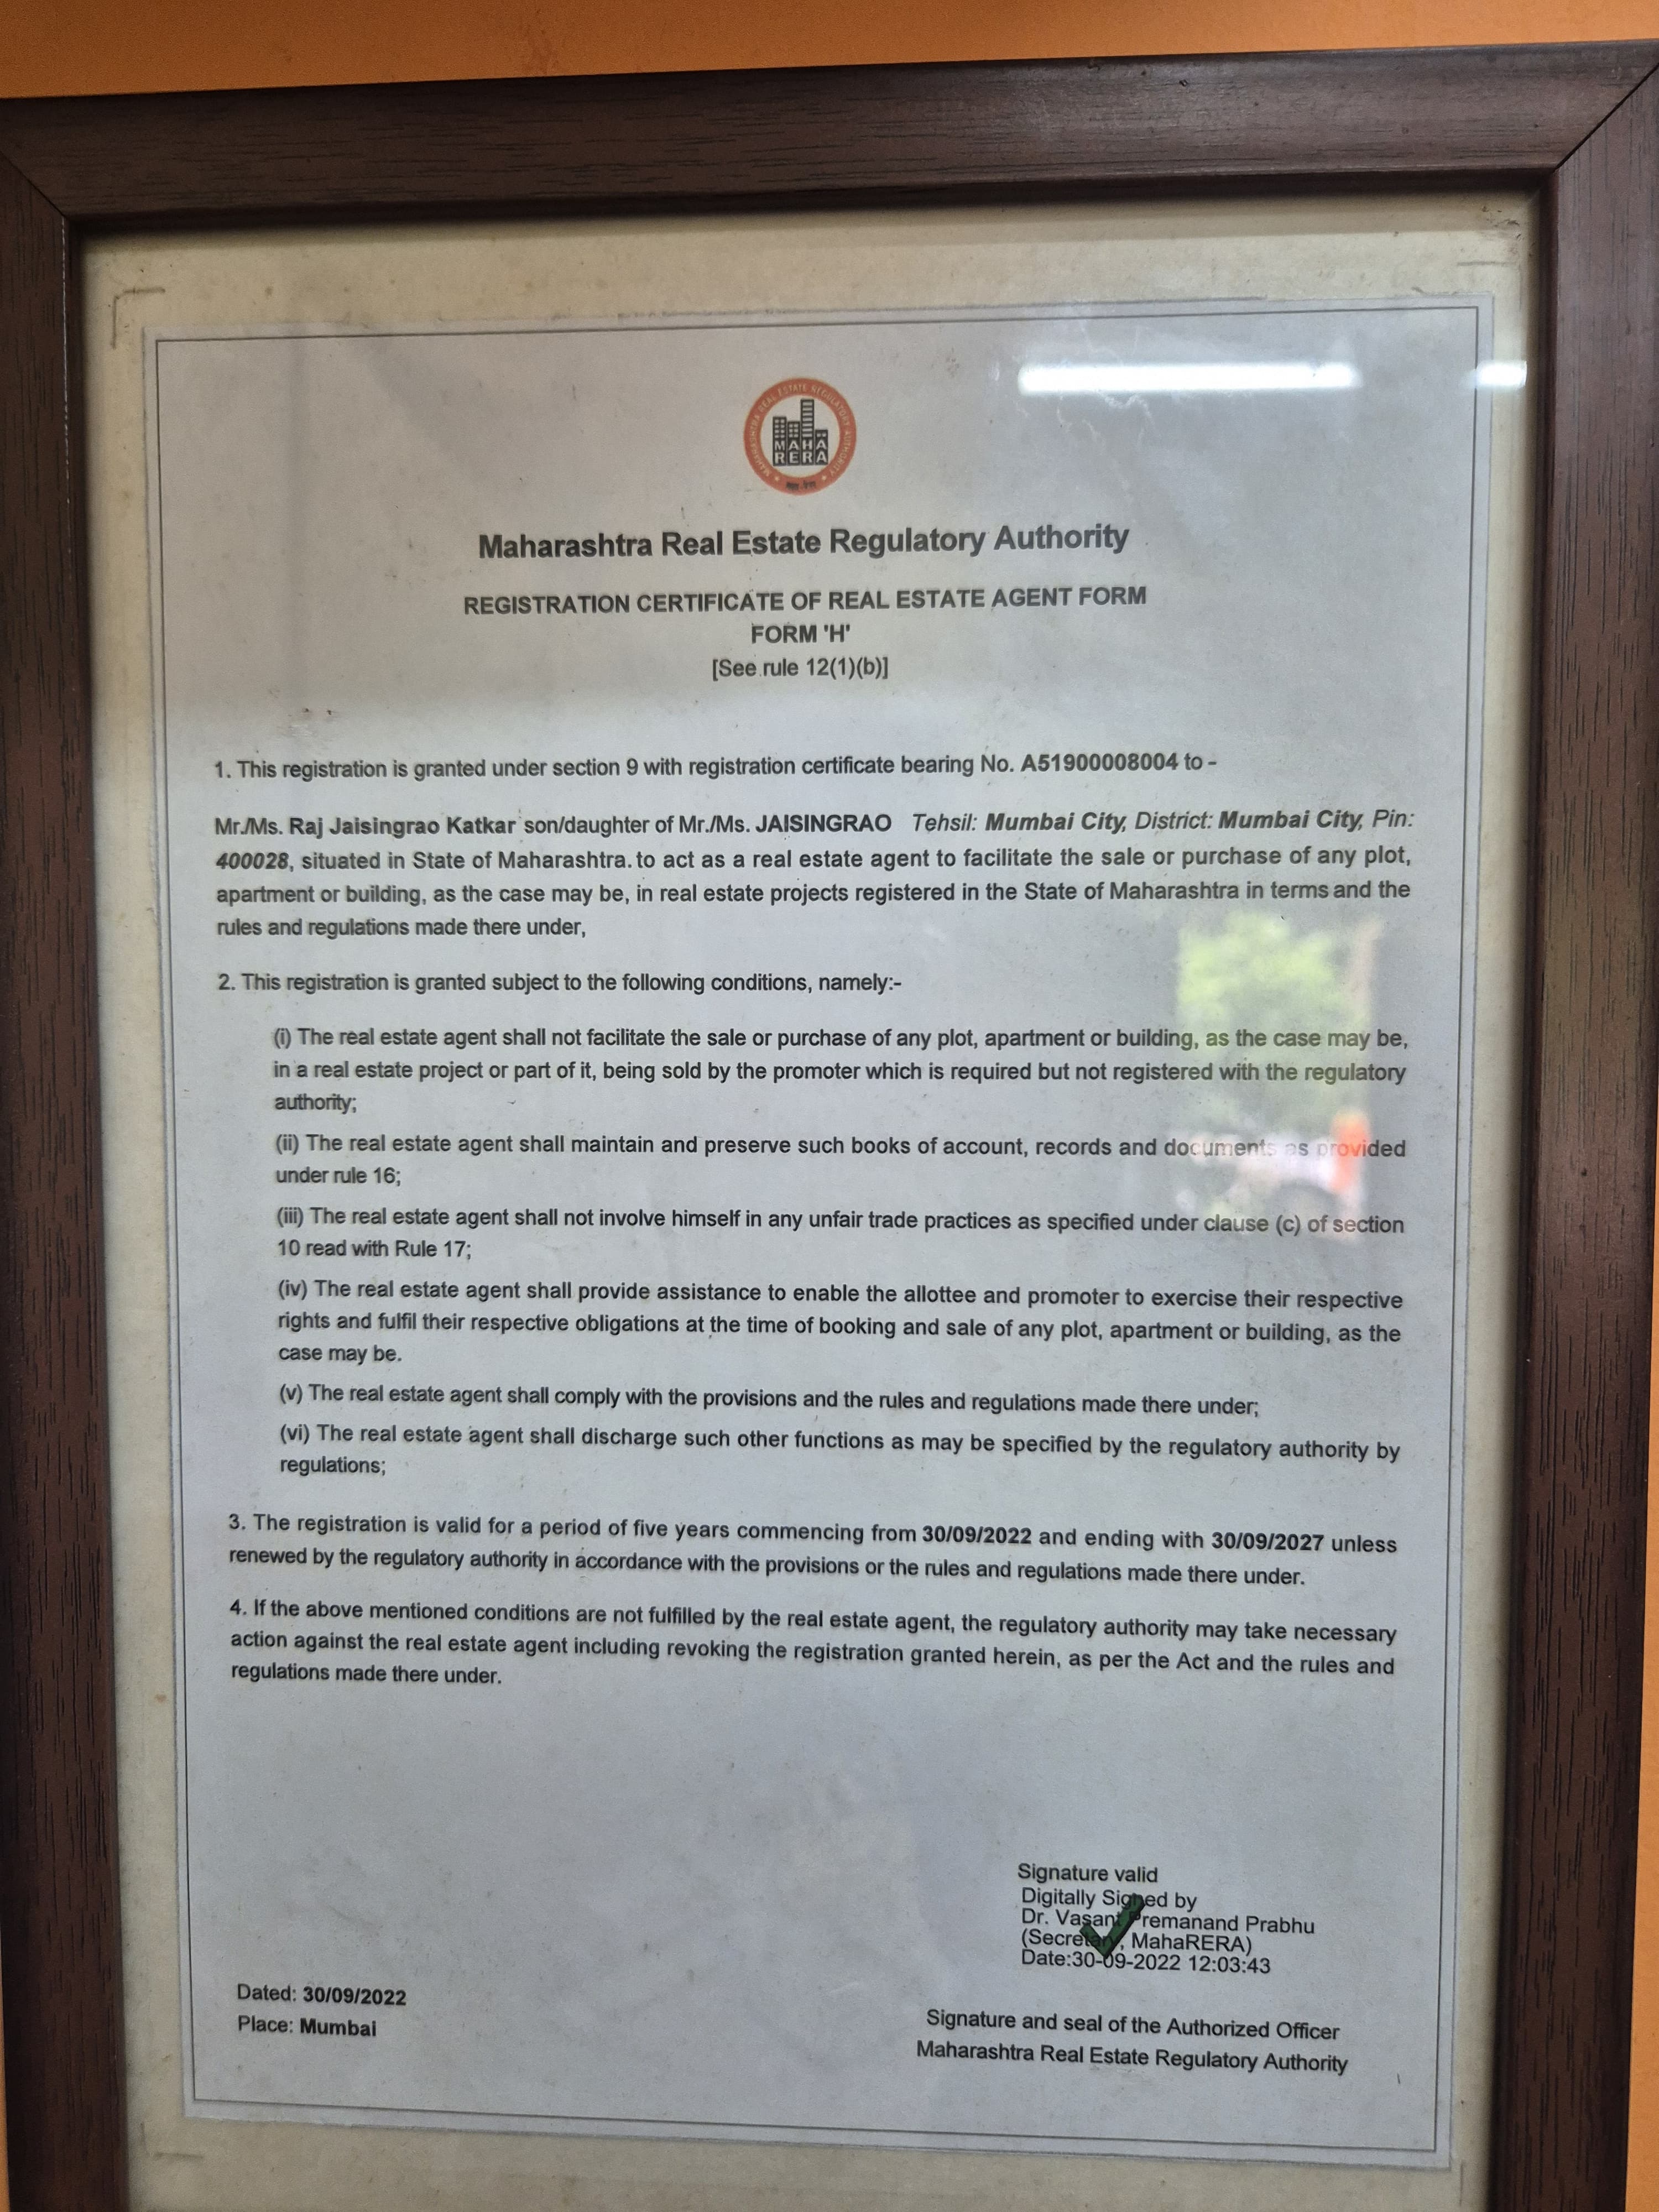 MAHARASHTRA REAL ESTATE REGULATORY AUTHORITY
MAHA
RERA
Maharashtra Real Estate Regulatory Authority
REGISTRATION CERTIFICATE OF REAL ESTATE AGENT FORM
FORM 'H'
[See rule 12(1)(b)]
1. This registration is granted under section 9 with registration certificate bearing No. A51900008004 to -
Mr./Ms. Raj Jaisingrao Katkar son/daughter of Mr./Ms. JAISINGRAO Tehsil: Mumbai City, District: Mumbai City, Pin:
400028, situated in State of Maharashtra. to act as a real estate agent to facilitate the sale or purchase of any plot,
apartment or building, as the case may be, in real estate projects registered in the State of Maharashtra in terms and the
rules and regulations made there under,
2. This registration is granted subject to the following conditions, namely:-
(i) The real estate agent shall not facilitate the sale or purchase of any plot, apartment or building, as the case may be,
in a real estate project or part of it, being sold by the promoter which is required but not registered with the regulatory
authority;
(ii) The real estate agent shall maintain and preserve such books of account, records and documents as provided
under rule 16;
(iii) The real estate agent shall not involve himself in any unfair trade practices as specified under clause (c) of section
10 read with Rule 17;
(iv) The real estate agent shall provide assistance to enable the allottee and promoter to exercise their respective
rights and fulfil their respective obligations at the time of booking and sale of any plot, apartment or building, as the
case may be.
(v) The real estate agent shall comply with the provisions and the rules and regulations made there under;
(vi) The real estate agent shall discharge such other functions as may be specified by the regulatory authority by
regulations;
3. The registration is valid for a period of five years commencing from 30/09/2022 and ending with 30/09/2027 unless
renewed by the regulatory authority in accordance with the provisions or the rules and regulations made there under.
4. If the above mentioned conditions are not fulfilled by the real estate agent, the regulatory authority may take necessary
action against the real estate agent including revoking the registration granted herein, as per the Act and the rules and
regulations made there under.
Signature valid
Digitally Signed by
Dr. Vasant Premanand Prabhu
(Secretary, MahaRERA)
Date:30-09-2022 12:03:43
Dated: 30/09/2022
Place: Mumbai
Signature and seal of the Authorized Officer
Maharashtra Real Estate Regulatory Authority